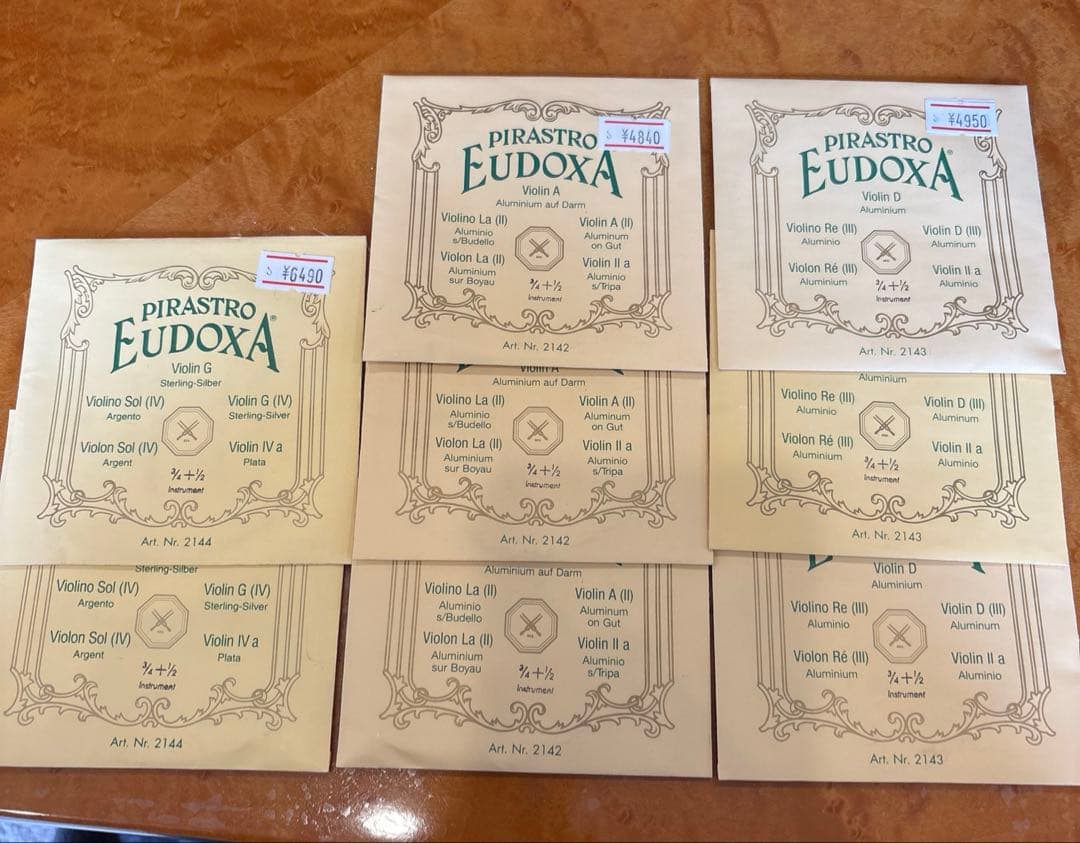 ¥4840
PIRASTRO
EUDOXA
Violin A
Aluminium auf Darm
Violino La (II)
Aluminio
s/Budello
Violin A (II)
Aluminum
on Gut
Violon La (II)
Aluminium
sur Boyau
Violin II a
Aluminio
s/Tripa
3/4+1/2
Instrument
Art. Nr. 2142
¥4950
PIRASTRO
EUDOXA®
Violin D
Aluminium
Violino Re (III)
Aluminio
Violin D (III)
Aluminum
Violon Ré (III)
Aluminium
Violin II a
Aluminio
3/4+1/2
Instrument
Art. Nr. 2143
¥6490
PIRASTRO
EUDOXA®
Violin G
Sterling-Silber
Violino Sol (IV)
Argento
Violin G (IV)
Sterling-Silver
Violon Sol (IV)
Argent
Violin IV a
Plata
3/4+1/2
Instrument
Art. Nr. 2144
Violin A
Aluminium auf Darm
Violino La (II)
Aluminio
s/Budello
Violin A (II)
Aluminum
on Gut
Violon La (II)
Aluminium
sur Boyau
Violin II a
Aluminio
s/Tripa
3/4+1/2
Instrument
Art. Nr. 2142
Aluminium
Violino Re (III)
Aluminio
Violin D (III)
Aluminum
Violon Ré (III)
Aluminium
Violin II a
Aluminio
3/4+1/2
Instrument
Art. Nr. 2143
Sterling-Silber
Violino Sol (IV)
Argento
Violin G (IV)
Sterling-Silver
Violon Sol (IV)
Argent
Violin IV a
Plata
3/4+1/2
Instrument
Art. Nr. 2144
Aluminium auf Darm
Violino La (II)
Aluminio
s/Budello
Violin A (II)
Aluminum
on Gut
Violon La (II)
Aluminium
sur Boyau
Violin II a
Aluminio
s/Tripa
3/4+1/2
Instrument
Art. Nr. 2142
Violin D
Aluminium
Violino Re (III)
Aluminio
Violin D (III)
Aluminum
Violon Ré (III)
Aluminium
Violin II a
Aluminio
3/4+1/2
Instrument
Art. Nr. 2143